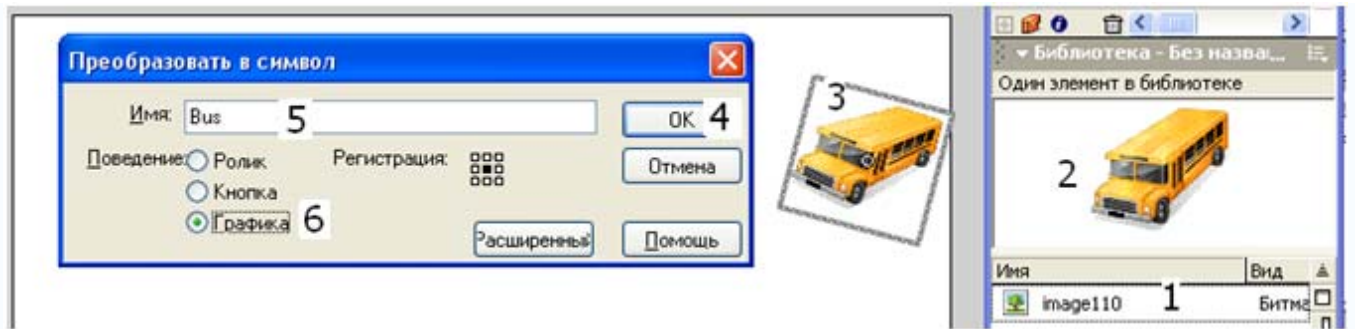 Преобразовать в символ
Имя: Bus 5
OK 4
Поведение: Ролик
Кнопка
Графика 6
Регистрация:
Отмена
Расширенный
Помощь
3
Библиотека - Без назва...
Один элемент в библиотеке
2
Имя Вид
image110 1 Битма